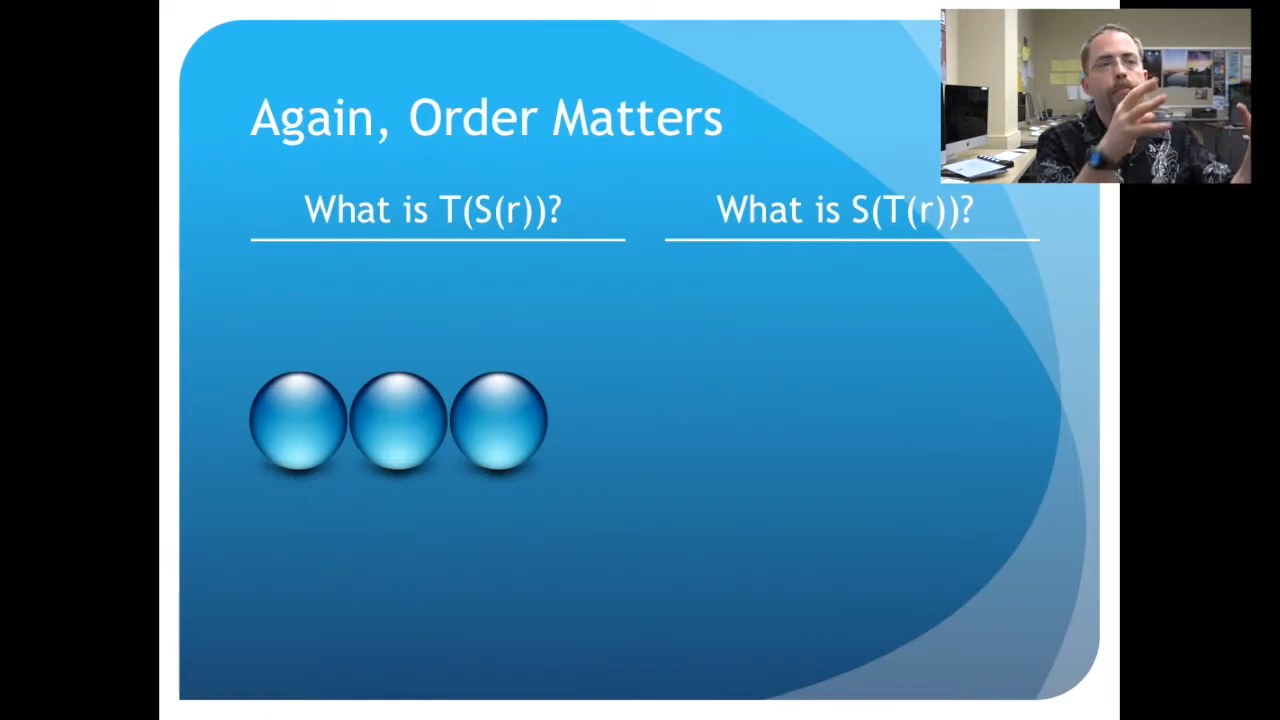 Again, Order Matters
What is T(S(r))?
What is S(T(r))?